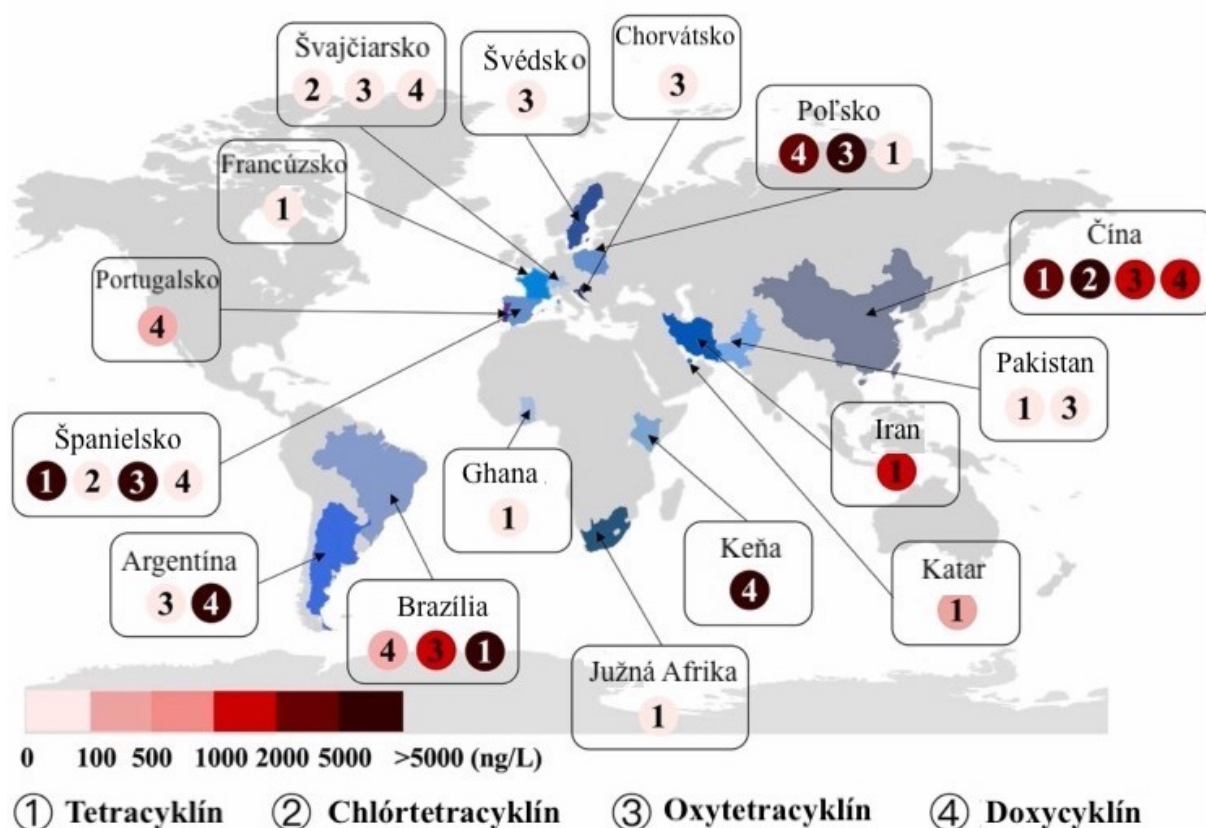 Švajčiarsko
2 3 4
Švédsko
3
Chorvátsko
3
Poľsko
4 3 1
Francúzsko
1
Čína
1 2 3 4
Portugalsko
4
Pakistan
1 3
Španielsko
1 2 3 4
Iran
1
Ghana
1
Keňa
4
Katar
1
Argentína
3 4
Brazília
4 3 1
Južná Afrika
1
0 100 500 1000 2000 5000 >5000 (ng/L)
① Tetracyklín ② Chlórtetracyklín ③ Oxytetracyklín ④ Doxycyklín